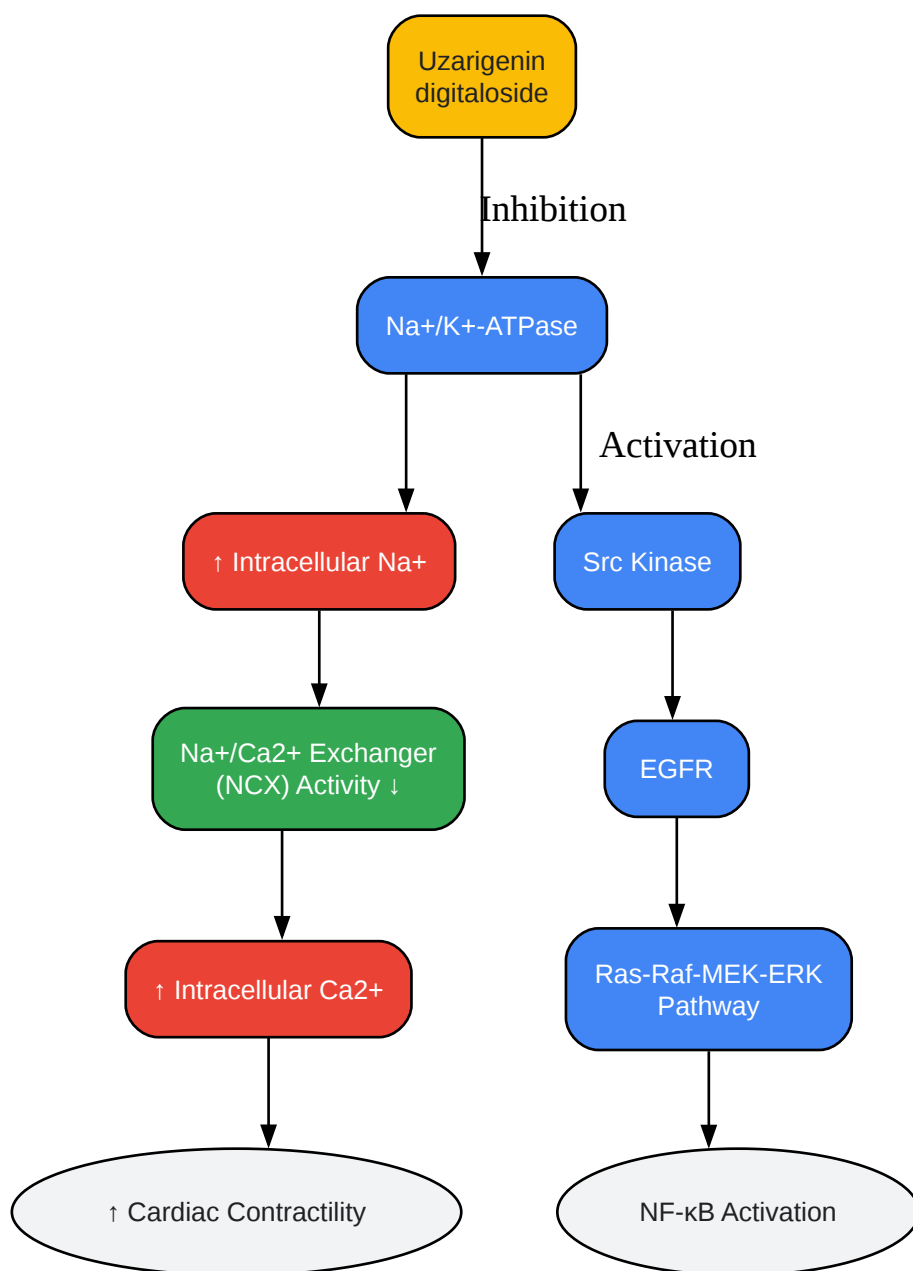 Uzarigenin
digitaloside
Inhibition
Na+/K+-ATPase
Activation
↑ Intracellular Na+
Src Kinase
Na+/Ca2+ Exchanger
(NCX) Activity ↓
EGFR
↑ Intracellular Ca2+
Ras-Raf-MEK-ERK
Pathway
↑ Cardiac Contractility
NF-κB Activation